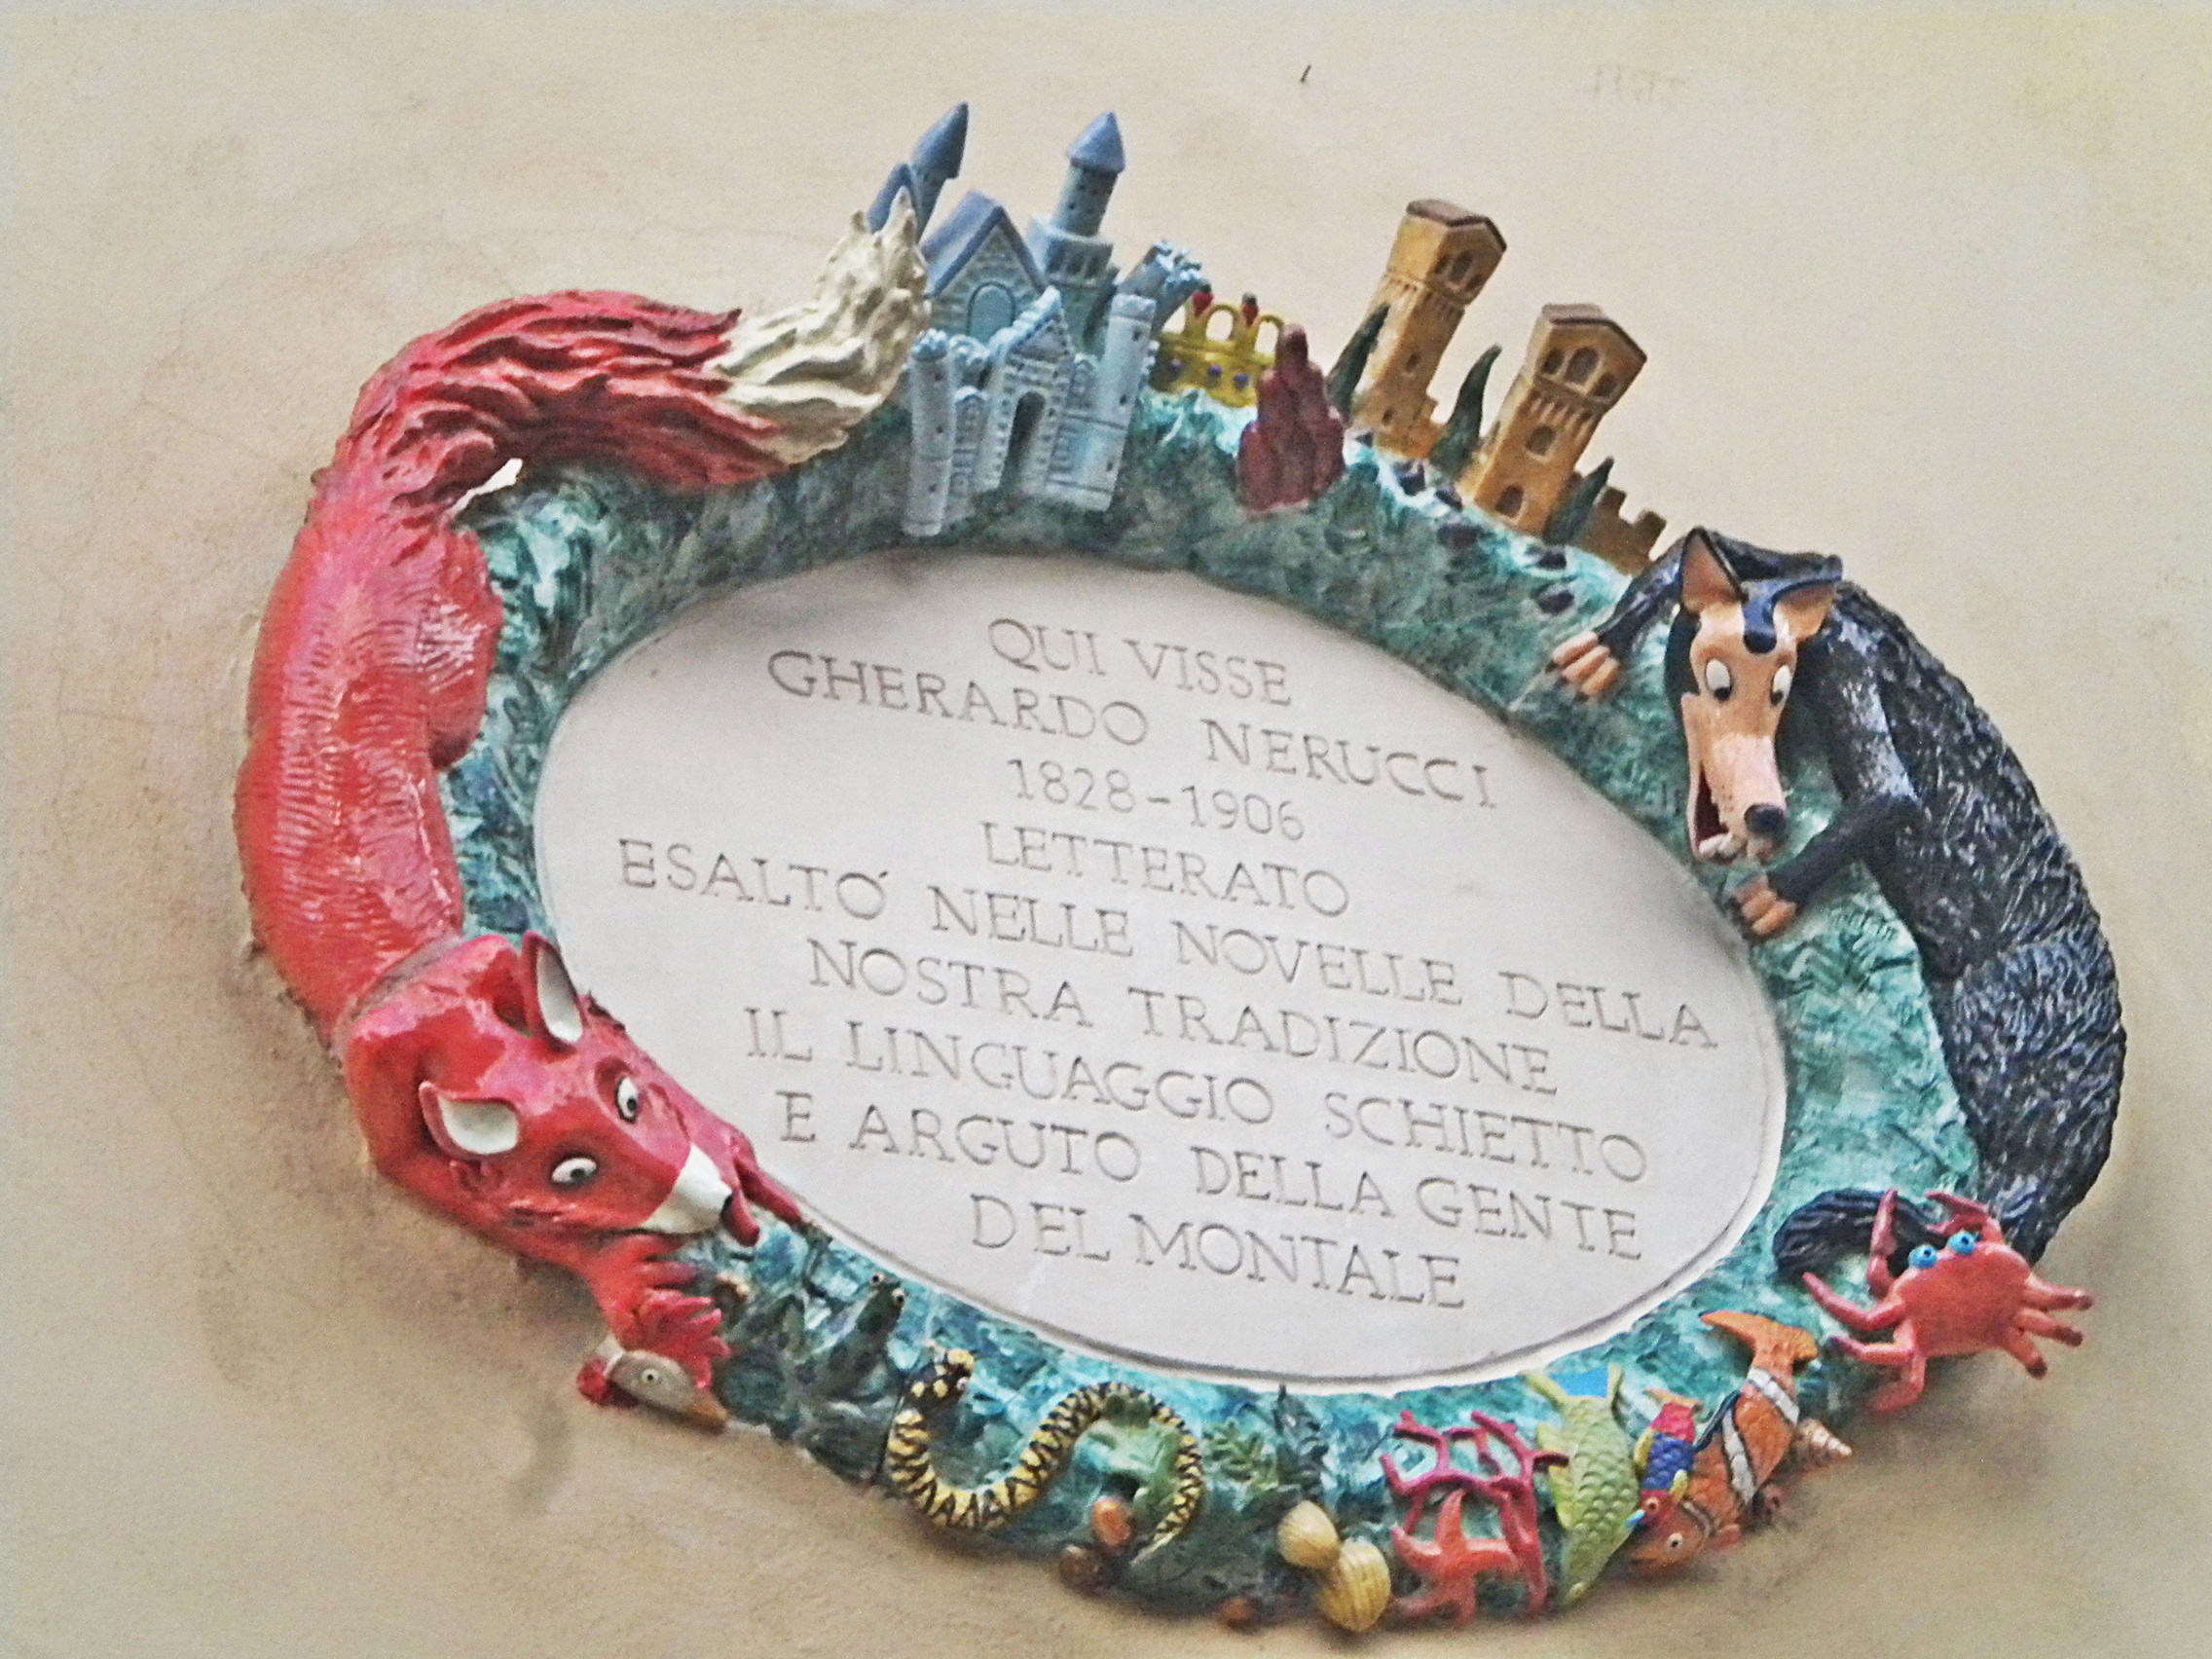 QUI VISSE
GHERARDO NERUCCI
1828-1906
LETTERATO
ESALTÓ NELLE NOVELLE DELLA
NOSTRA TRADIZIONE
IL LINGUAGGIO SCHIETTO
E ARGUTO DELLA GENTE
DEL MONTALE